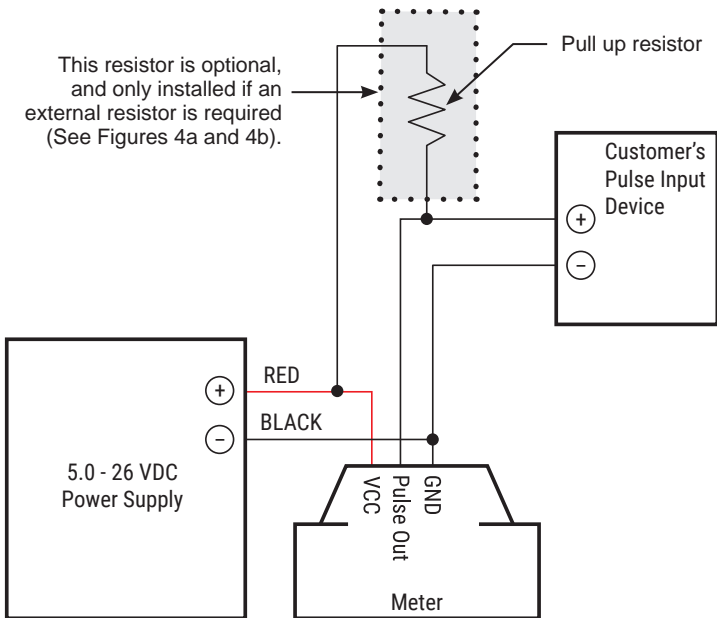 This resistor is optional,
and only installed if an
external resistor is required
(See Figures 4a and 4b).
Pull up resistor
Customer's
Pulse Input
Device
+
−
+
RED
−
BLACK
5.0 - 26 VDC
Power Supply
VCC
Pulse Out
GND
Meter